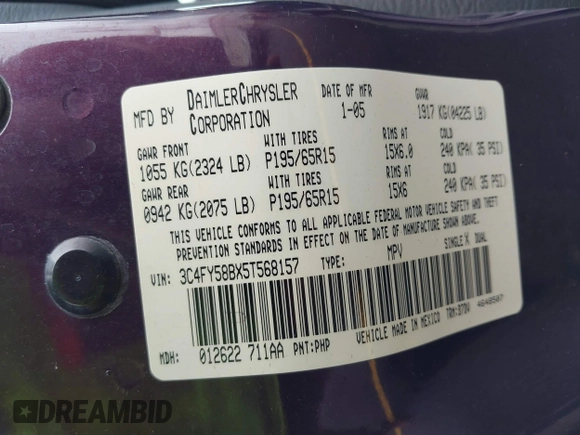 MFD BY DAIMLERCHRYSLER CORPORATION
DATE OF MFR 1-05
GVWR 1917 KG(04225 LB)
GAWR FRONT WITH TIRES RIMS AT COLD
1055 KG(2324 LB) P195/65R15 15X6.0 240 KPA( 35 PSI)
GAWR REAR WITH TIRES RIMS AT COLD
0942 KG(2075 LB) P195/65R15 15X6 240 KPA( 35 PSI)
THIS VEHICLE CONFORMS TO ALL APPLICABLE FEDERAL MOTOR VEHICLE SAFETY AND THEFT
PREVENTION STANDARDS IN EFFECT ON THE DATE OF MANUFACTURE SHOWN ABOVE.
VIN: 3C4FY58BX5T568157 TYPE: MPV SINGLE X DUAL
MDH: 012622 711AA PNT:PHP VEHICLE MADE IN MEXICO TRM:D7D4 4648507
DREAMBID